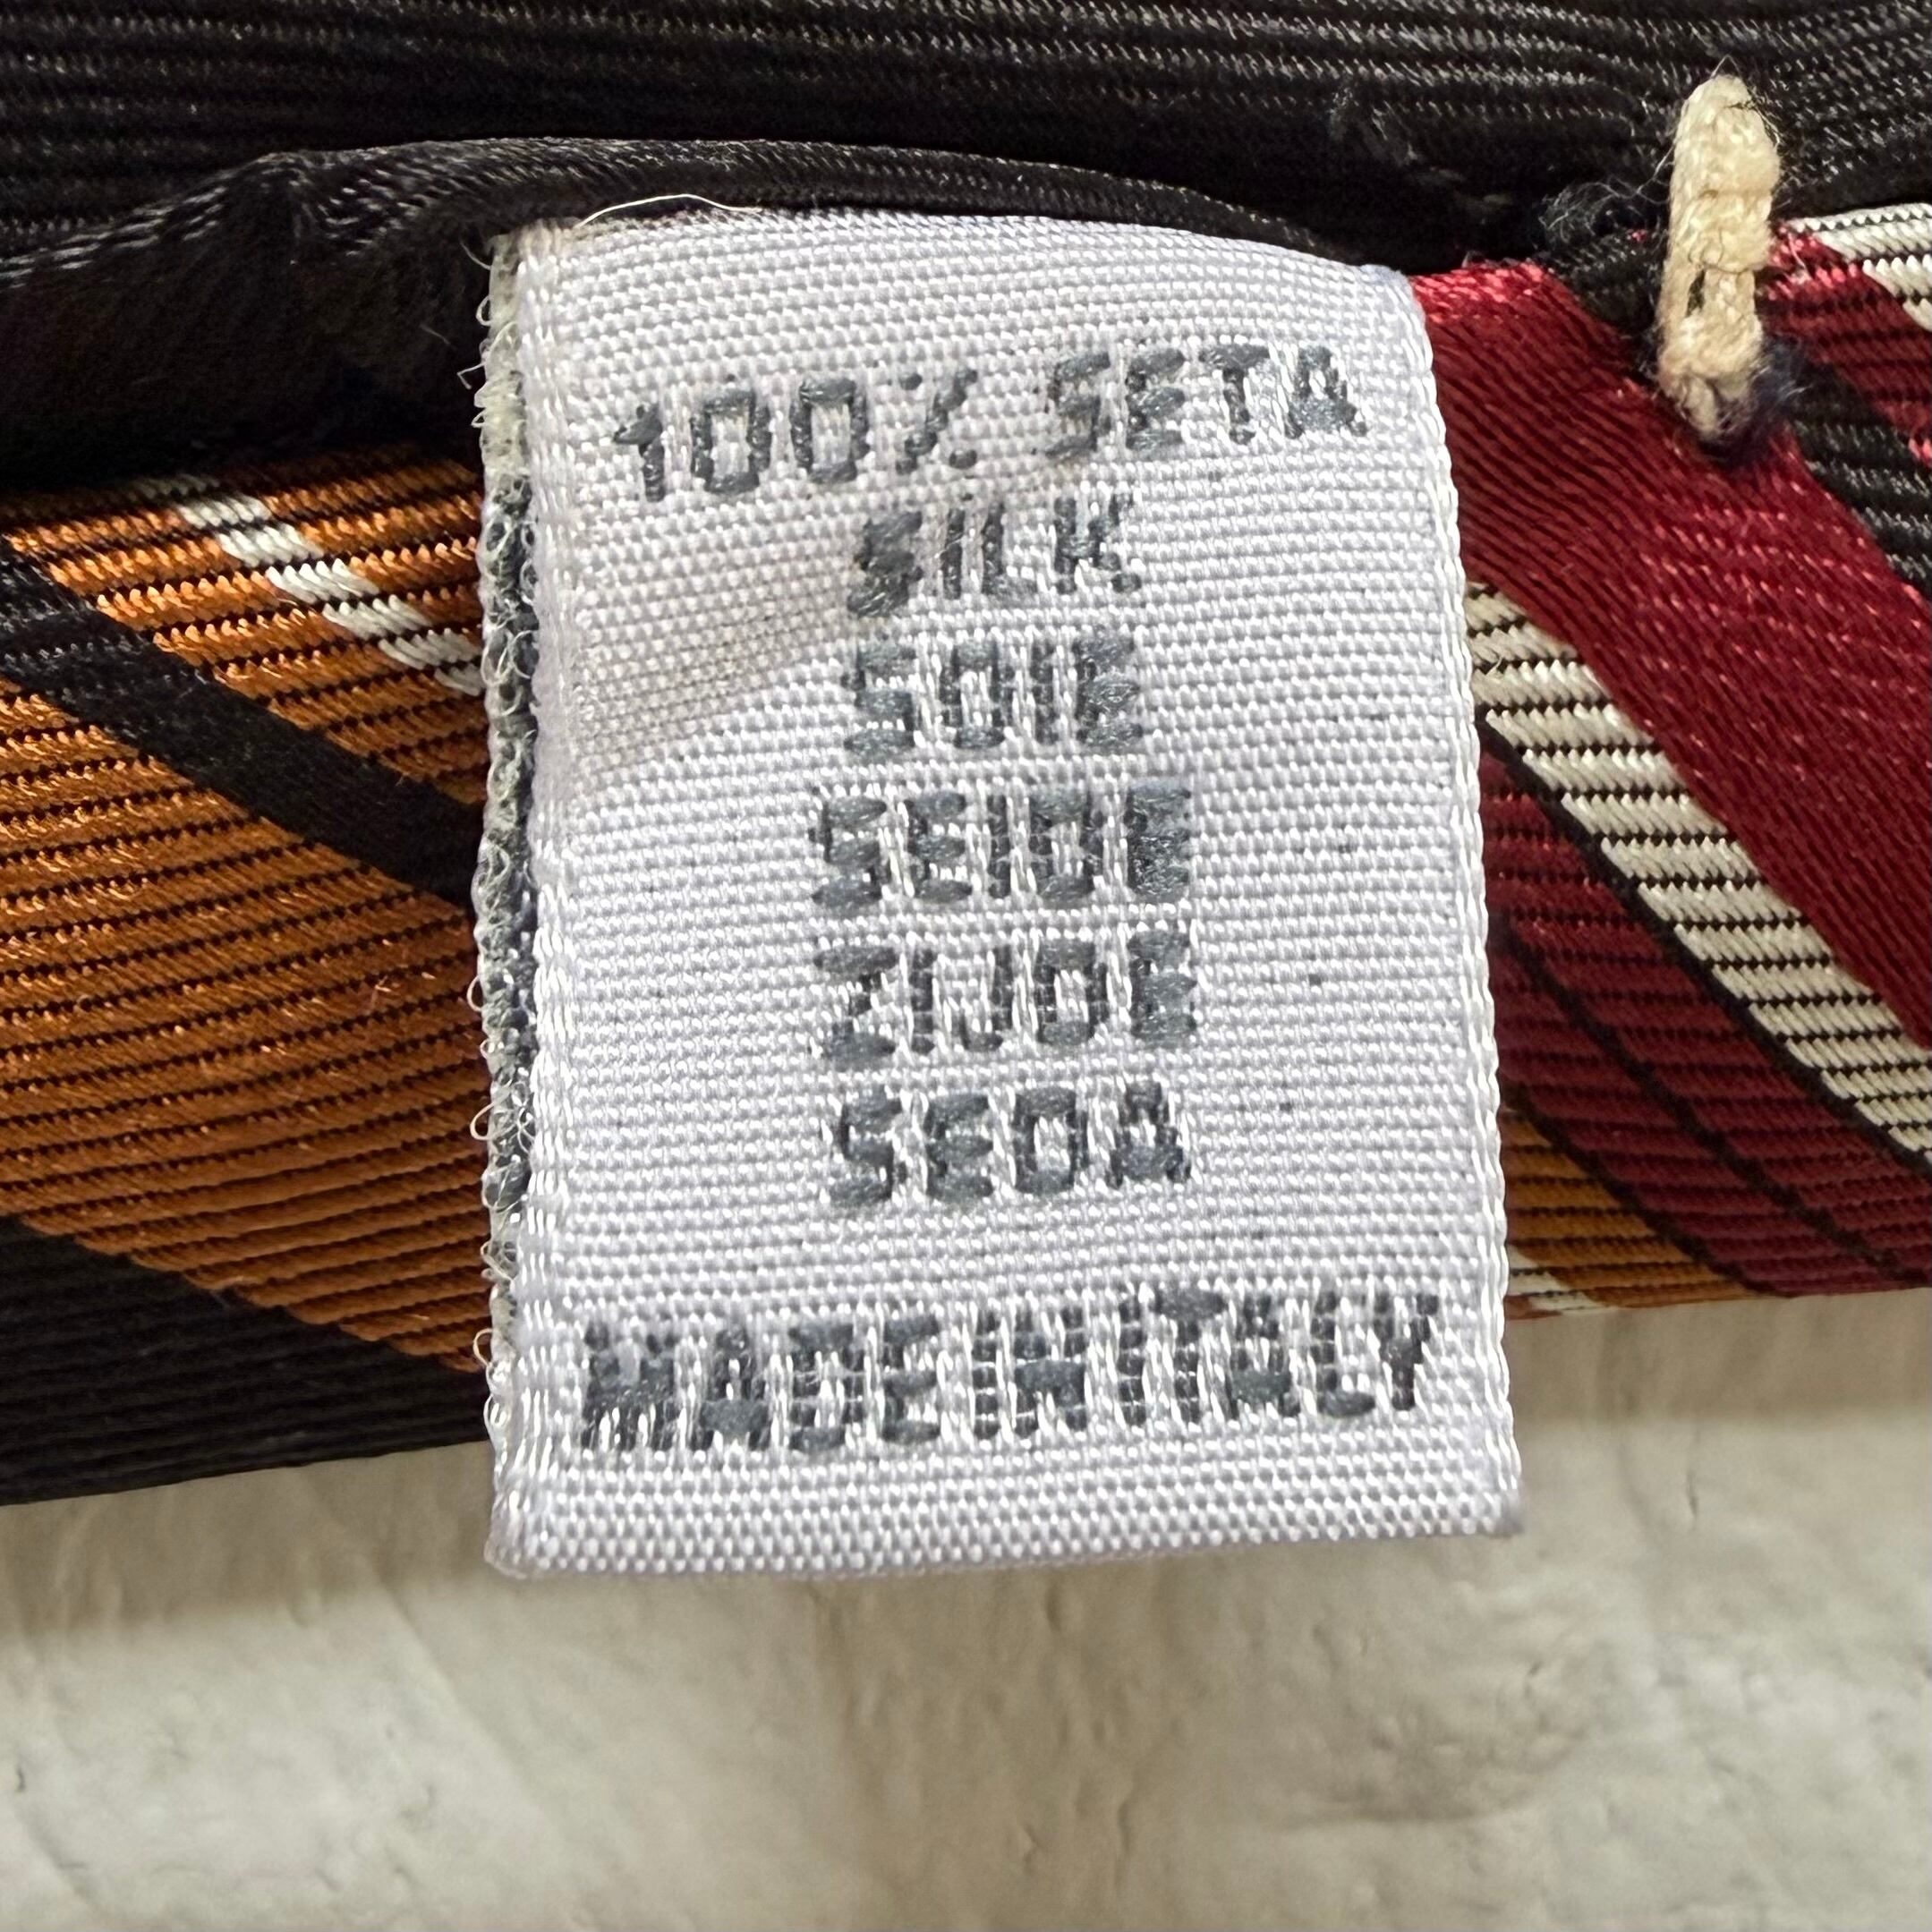 100% SETA
SILK
SOIE
SEIDE
ZIJDE
SEDA
MADE IN ITALY